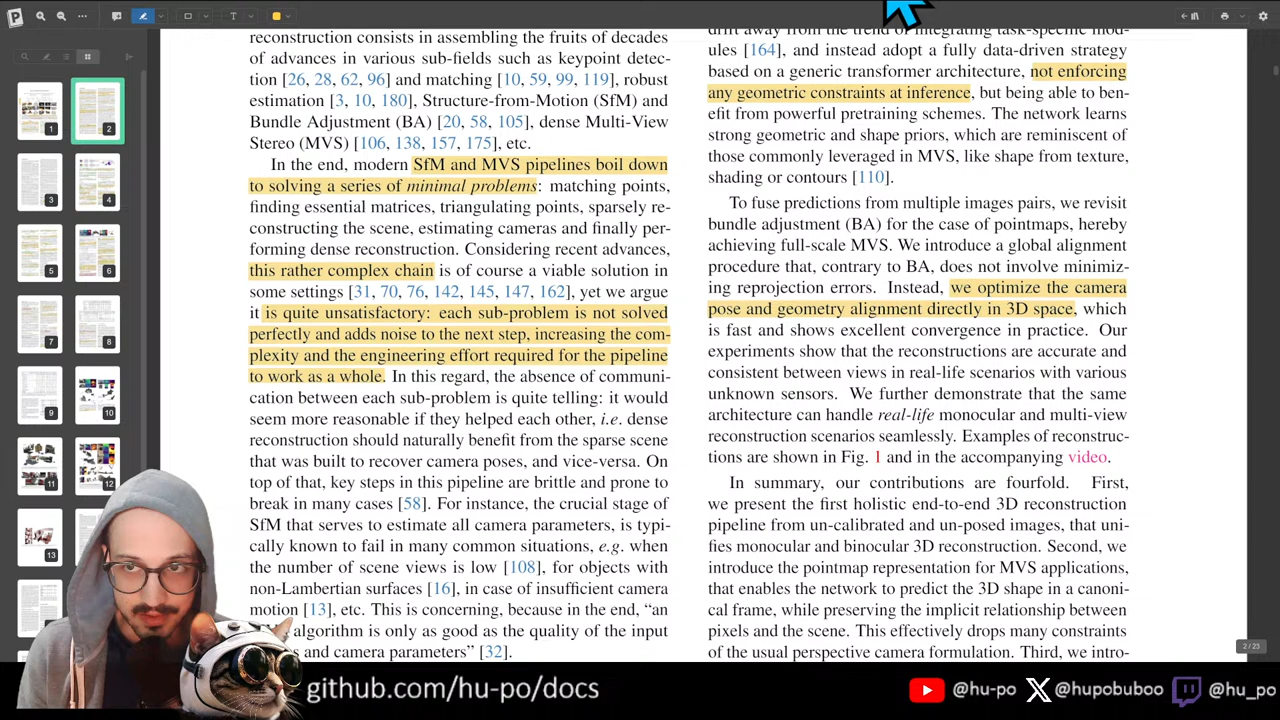 reconstruction consists in assembling the fruits of decades
of advances in various sub-fields such as keypoint detec-
tion [26, 28, 62, 96] and matching [10, 59, 99, 119], robust
estimation [3, 10, 180], Structure-from-Motion (SfM) and
Bundle Adjustment (BA) [20, 58, 105], dense Multi-View
Stereo (MVS) [106, 138, 157, 175], etc.
In the end, modern SfM and MVS pipelines boil down
to solving a series of minimal problems: matching points,
finding essential matrices, triangulating points, sparsely re-
constructing the scene, estimating cameras and finally per-
forming dense reconstruction. Considering recent advances,
this rather complex chain is of course a viable solution in
some settings [31, 70, 76, 142, 145, 147, 162], yet we argue
it is quite unsatisfactory: each sub-problem is not solved
perfectly and adds noise to the next step, increasing the com-
plexity and the engineering effort required for the pipeline
to work as a whole. In this regard, the absence of communi-
cation between each sub-problem is quite telling: it would
seem more reasonable if they helped each other, i.e. dense
reconstruction should naturally benefit from the sparse scene
that was built to recover camera poses, and vice-versa. On
top of that, key steps in this pipeline are brittle and prone to
break in many cases [58]. For instance, the crucial stage of
SfM that serves to estimate all camera parameters, is typi-
cally known to fail in many common situations, e.g. when
the number of scene views is low [108], for objects with
non-Lambertian surfaces [16], in case of insufficient camera
motion [13], etc. This is concerning, because in the end, “an
algorithm is only as good as the quality of the input
and camera parameters” [32].
drift away from the trend of integrating task-specific mod-
ules [164], and instead adopt a fully data-driven strategy
based on a generic transformer architecture, not enforcing
any geometric constraints at inference, but being able to ben-
efit from powerful pretraining schemes. The network learns
strong geometric and shape priors, which are reminiscent of
those commonly leveraged in MVS, like shape from texture,
shading or contours [110].
To fuse predictions from multiple images pairs, we revisit
bundle adjustment (BA) for the case of pointmaps, hereby
achieving full-scale MVS. We introduce a global alignment
procedure that, contrary to BA, does not involve minimiz-
ing reprojection errors. Instead, we optimize the camera
pose and geometry alignment directly in 3D space, which
is fast and shows excellent convergence in practice. Our
experiments show that the reconstructions are accurate and
consistent between views in real-life scenarios with various
unknown sensors. We further demonstrate that the same
architecture can handle real-life monocular and multi-view
reconstruction scenarios seamlessly. Examples of reconstruc-
tions are shown in Fig. 1 and in the accompanying video.
In summary, our contributions are fourfold. First,
we present the first holistic end-to-end 3D reconstruction
pipeline from un-calibrated and un-posed images, that uni-
fies monocular and binocular 3D reconstruction. Second, we
introduce the pointmap representation for MVS applications,
that enables the network to predict the 3D shape in a canoni-
cal frame, while preserving the implicit relationship between
pixels and the scene. This effectively drops many constraints
of the usual perspective camera formulation. Third, we intro-
1
2
3
4
5
6
7
8
9
10
11
12
13
2 / 23
github.com/hu-po/docs
@hu-po
@hupobuboo
@hu_po